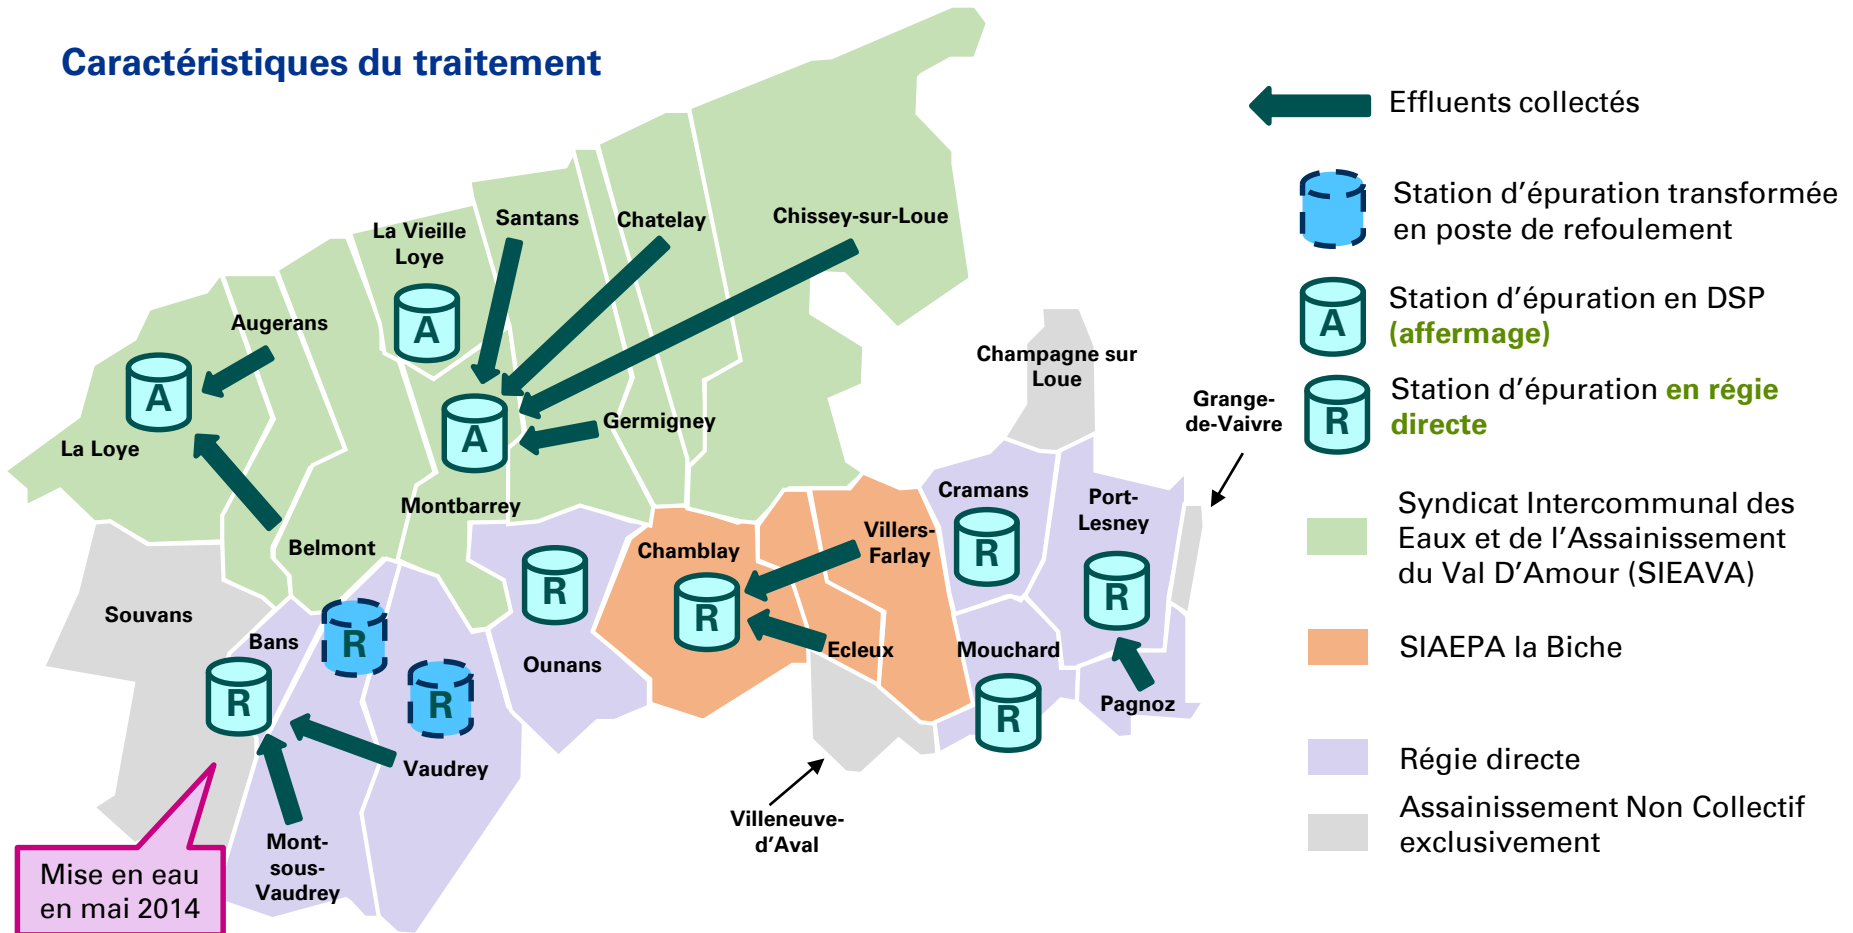 Caractéristiques du traitement
La Vieille
Loye
Santans
Chatelay
Chissey-sur-Loue
Augerans
A
A
A
La Loye
Germigney
Montbarrey
Belmont
Champagne sur
Loue
Grange-
de-Vaivre
Cramans
R
Port-
Lesney
R
Villers-
Farlay
Chamblay
R
Ecleux
R
Ounans
Souvans
Bans
R
R
R
Mouchard
R
Pagnoz
Vaudrey
Villeneuve-
d’Aval
Mont-
sous-
Vaudrey
Mise en eau
en mai 2014
Effluents collectés
Station d’épuration transformée
en poste de refoulement
A
Station d’épuration en DSP
(affermage)
R
Station d’épuration en régie
directe
Syndicat Intercommunal des
Eaux et de l’Assainissement
du Val D’Amour (SIEAVA)
SIAEPA la Biche
Régie directe
Assainissement Non Collectif
exclusivement